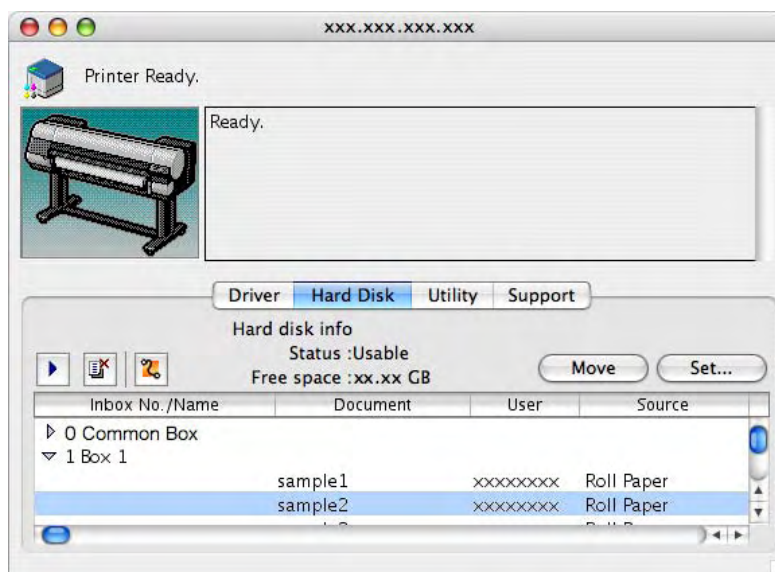 xxx.xxx.xxx.xxx
Printer Ready.
Ready.
Driver Hard Disk Utility Support
Hard disk info
Status :Usable
Free space :xx.xx GB
Move Set...
Inbox No./Name Document User Source
0 Common Box
1 Box 1
sample1 xxxxxxxx Roll Paper
sample2 xxxxxxxx Roll Paper